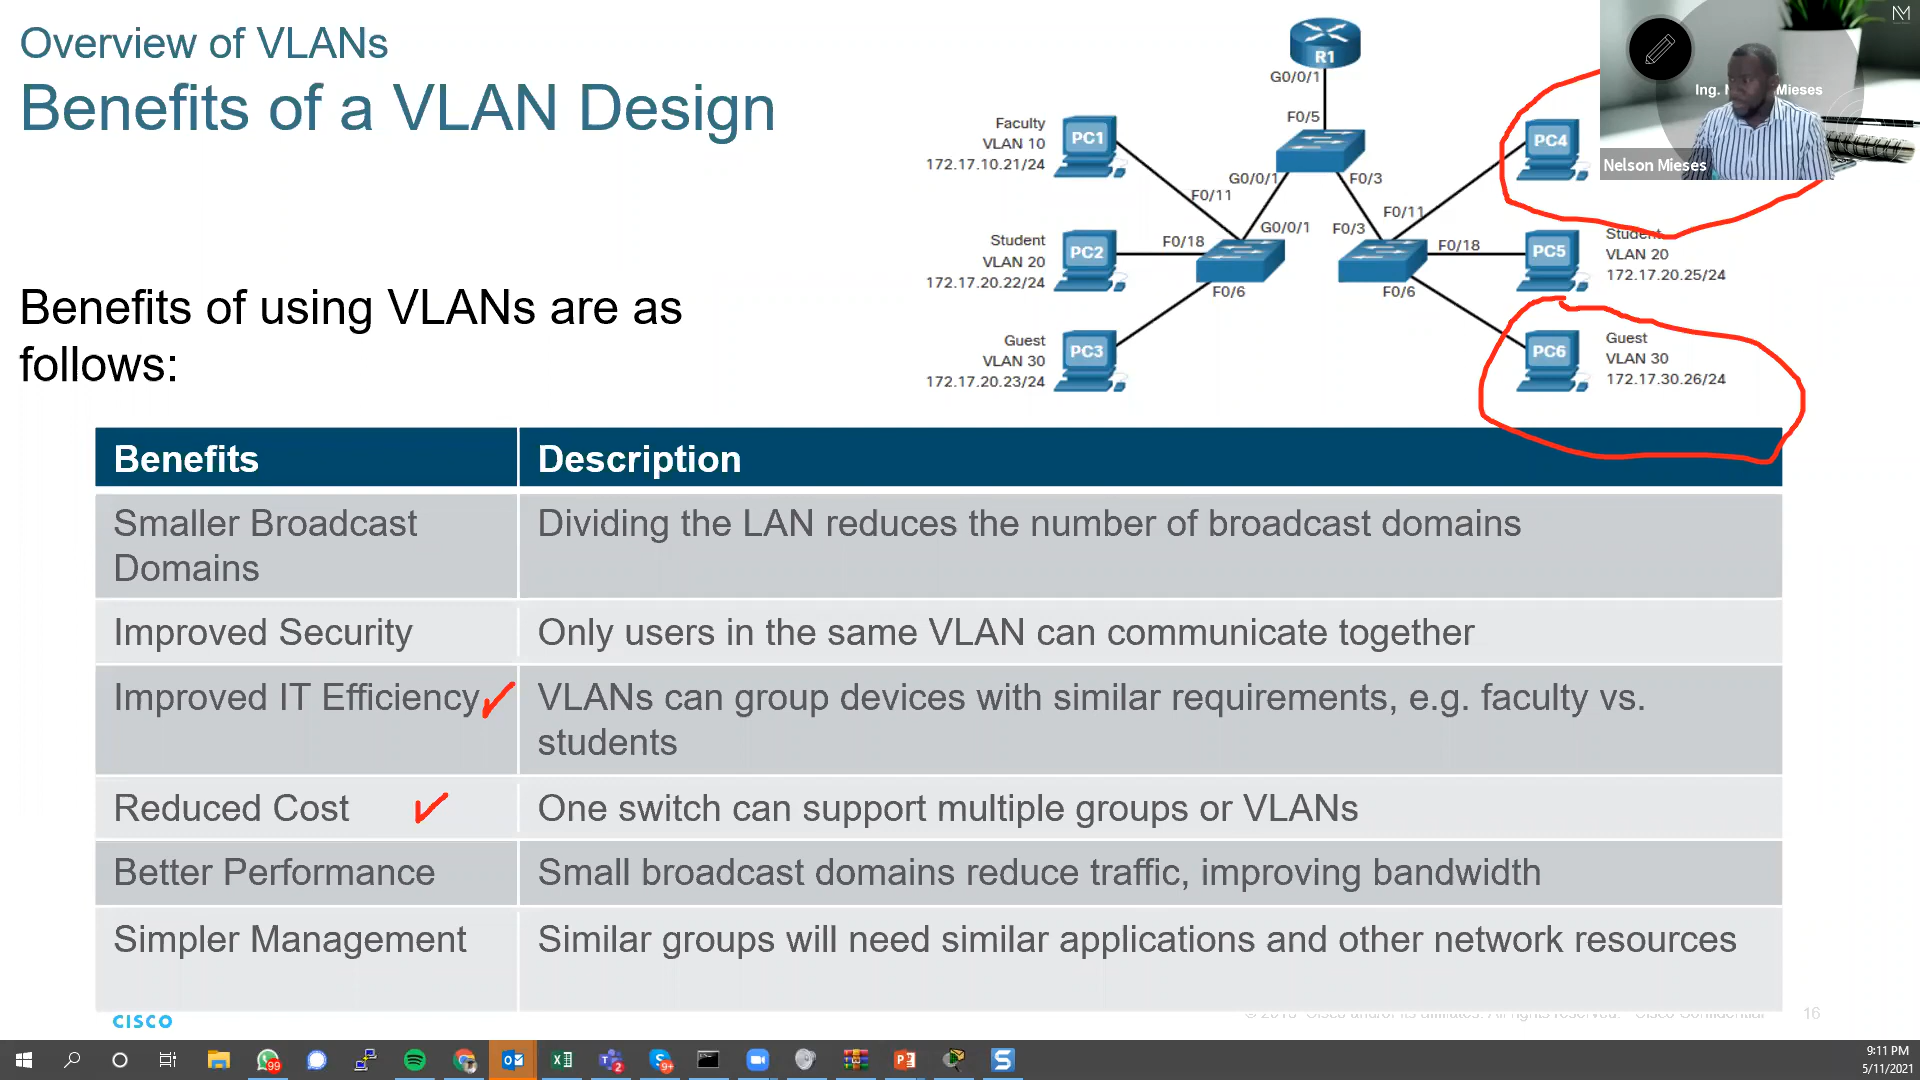 Overview of VLANs
Benefits of a VLAN Design
Benefits of using VLANs are as
follows:
R1
G0/0/1
F0/5
Faculty
VLAN 10
172.17.10.21/24
PC1
F0/11
G0/0/1
F0/3
F0/11
PC4
Student
VLAN 20
172.17.20.22/24
PC2
F0/18
G0/0/1
F0/3
F0/18
PC5
Student
VLAN 20
172.17.20.25/24
F0/6
F0/6
Guest
VLAN 30
172.17.20.23/24
PC3
PC6
Guest
VLAN 30
172.17.30.26/24
Ing.
Mieses
Nelson Mieses
Benefits Description
Smaller Broadcast
Domains
Dividing the LAN reduces the number of broadcast domains
Improved Security
Only users in the same VLAN can communicate together
Improved IT Efficiency
VLANs can group devices with similar requirements, e.g. faculty vs.
students
Reduced Cost
One switch can support multiple groups or VLANs
Better Performance
Small broadcast domains reduce traffic, improving bandwidth
Simpler Management
Similar groups will need similar applications and other network resources
CISCO
16
99
2
9+
9:11 PM
5/11/2021